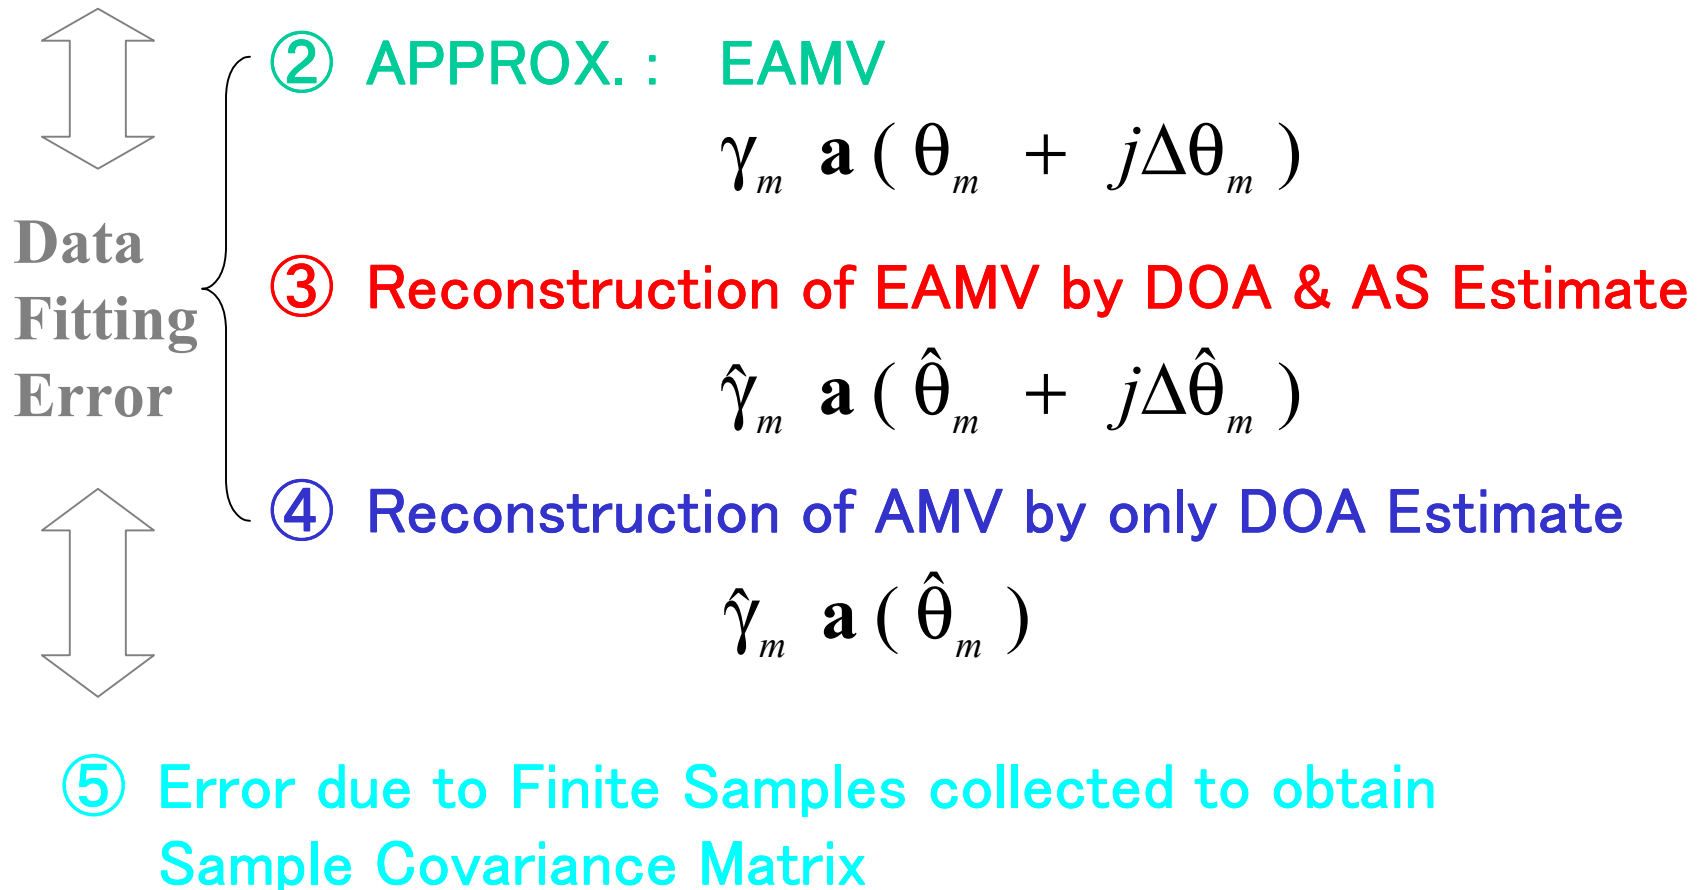 ② APPROX. : EAMV
γₘ a ( θₘ + jΔθₘ )
Data
Fitting
Error
③ Reconstruction of EAMV by DOA & AS Estimate
γ̂ₘ a ( θ̂ₘ + jΔθ̂ₘ )
④ Reconstruction of AMV by only DOA Estimate
γ̂ₘ a ( θ̂ₘ )
⑤ Error due to Finite Samples collected to obtain
Sample Covariance Matrix